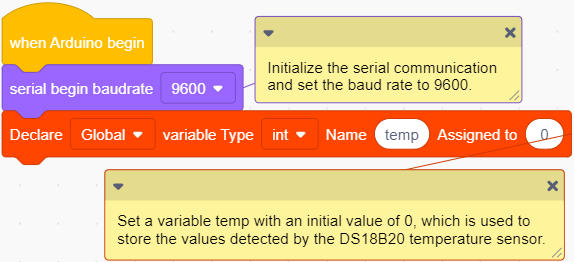 when Arduino begin
serial begin baudrate 9600
Initialize the serial communication
and set the baud rate to 9600.
Declare Global variable Type int Name temp Assigned to 0
Set a variable temp with an initial value of 0, which is used to
store the values detected by the DS18B20 temperature sensor.